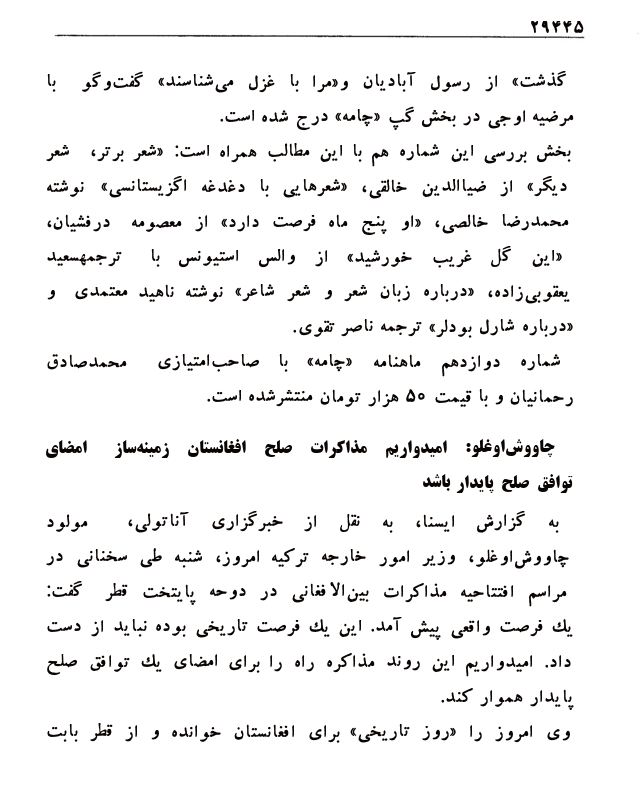 ۲۹۴۴۵
گذشت» از رسول آبادیان و«مرا با غزل می‌شناسند» گفت‌وگو با
مرضیه اوجی در بخش گپ «چامه» درج شده است.
بخش بررسی این شماره هم با این مطالب همراه است: «شعر برتر، شعر
دیگر» از ضیاالدین خالقی، «شعرهایی با دغدغه اگزیستانسی» نوشته
محمدرضا خالصی، «او پنج ماه فرصت دارد» از معصومه درفشیان،
«این گل غریب خورشید» از والس استیونس با ترجمهسعید
یعقوبی‌زاده، «درباره زبان شعر و شعر شاعر» نوشته ناهید معتمدی و
«درباره شارل بودلر» ترجمه ناصر تقوی.
شماره دوازدهم ماهنامه «چامه» با صاحب‌امتیازی محمدصادق
رحمانیان و با قیمت ۵۰ هزار تومان منتشرشده است.
چاووش‌اوغلو: امیدواریم مذاکرات صلح افغانستان زمینه‌ساز امضای
توافق صلح پایدار باشد
به گزارش ایسنا، به نقل از خبرگزاری آناتولی، مولود
چاووش‌اوغلو، وزیر امور خارجه ترکیه امروز، شنبه طی سخنانی در
مراسم افتتاحیه مذاکرات بین‌الافغانی در دوحه پایتخت قطر گفت:
یك فرصت واقعی پیش آمد. این یك فرصت تاریخی بوده نباید از دست
داد. امیدواریم این روند مذاکره راه را برای امضای یك توافق صلح
پایدار هموار کند.
وی امروز را «روز تاریخی» برای افغانستان خوانده و از قطر بابت